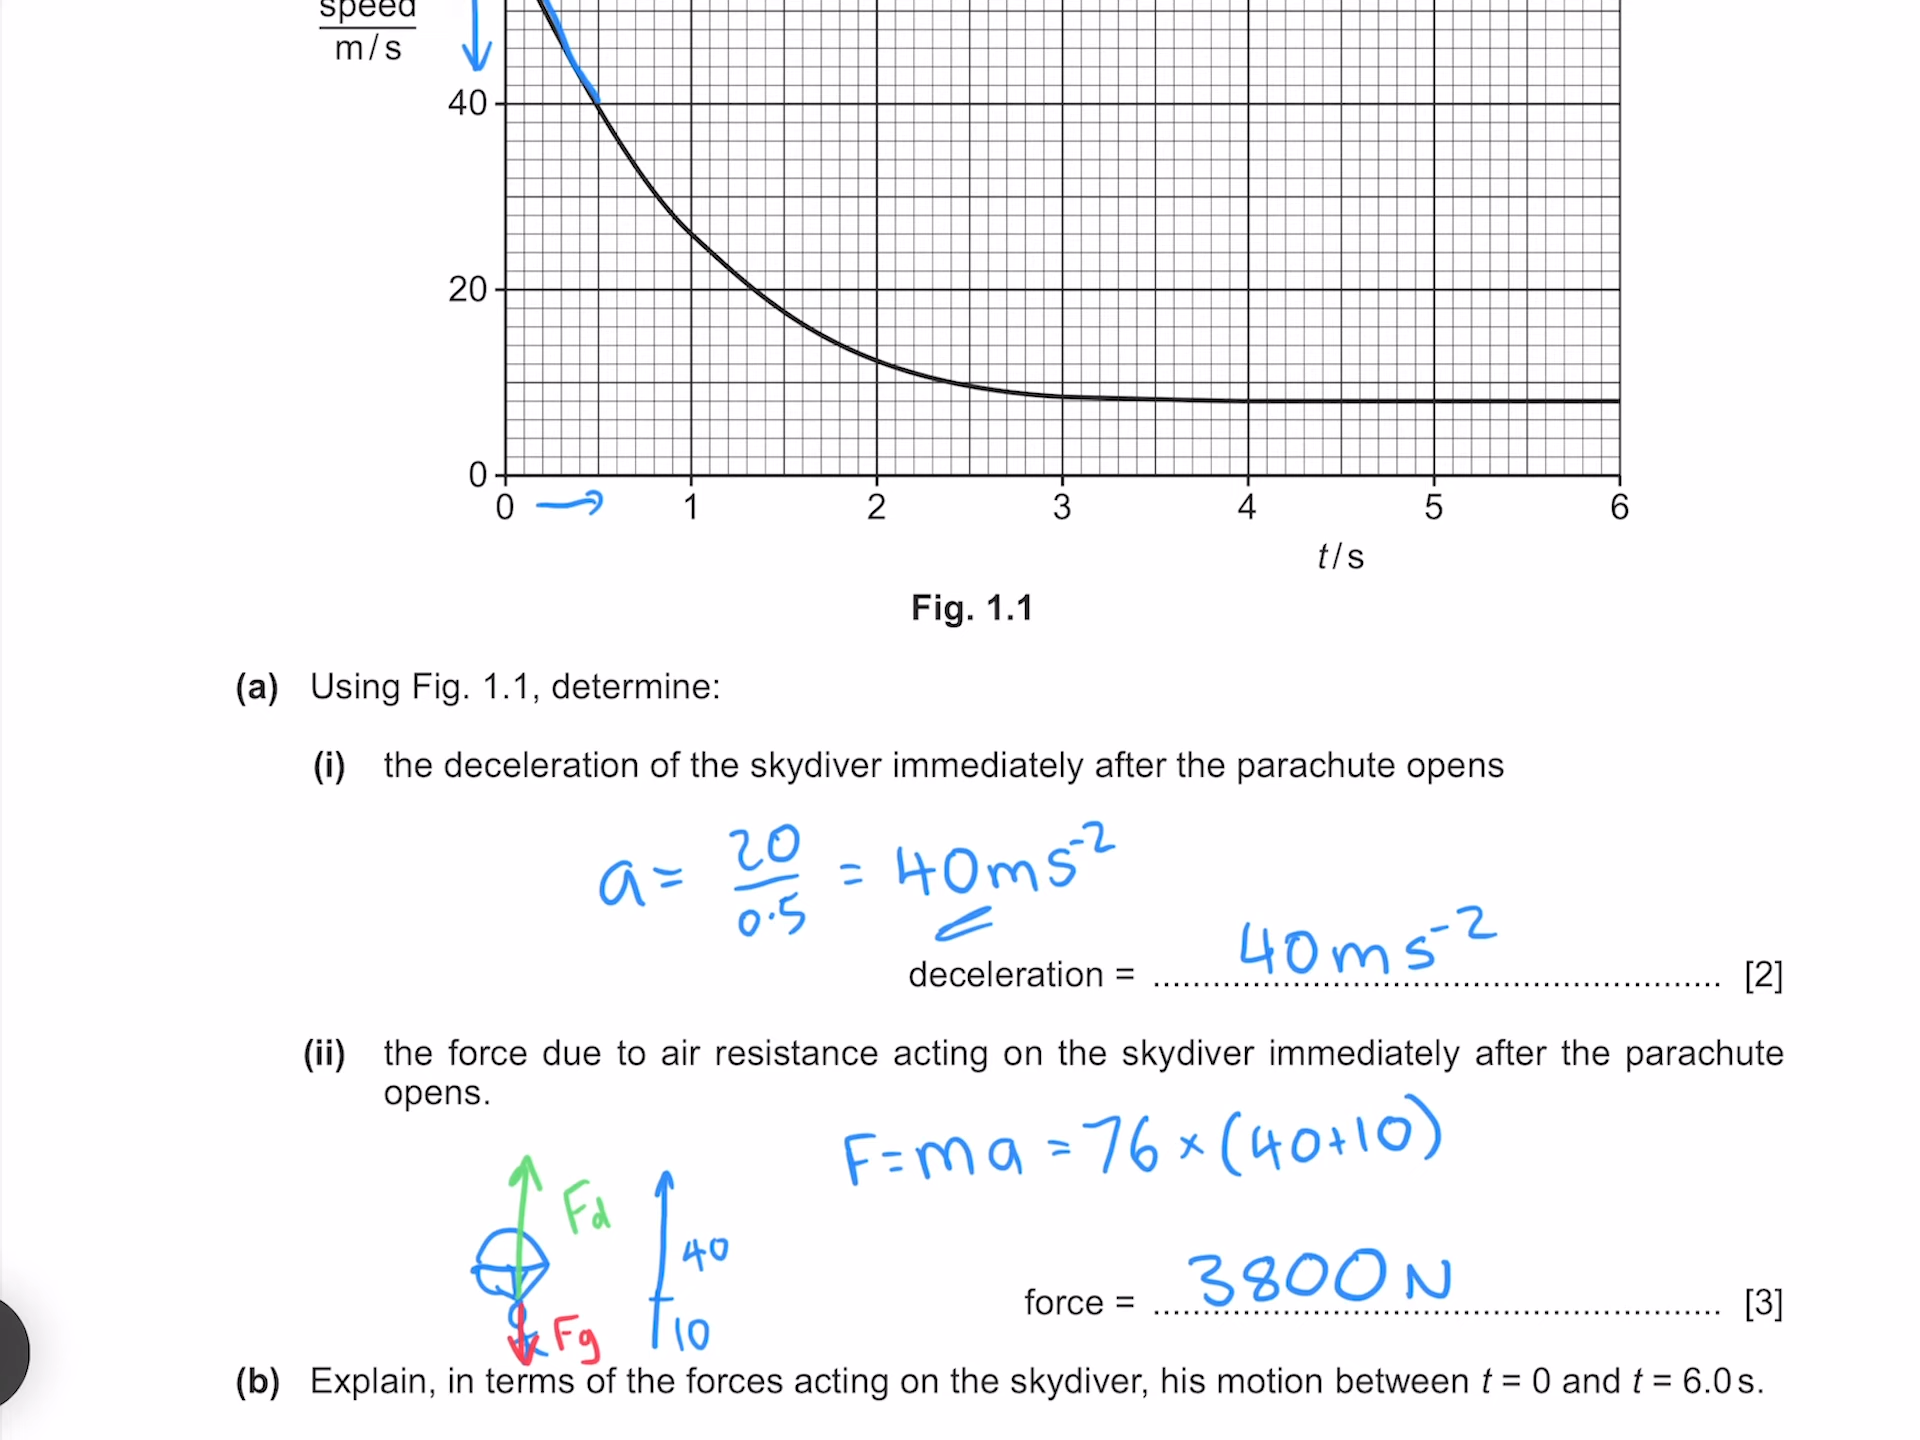 speed
m/s
40
20
0
0 1 2 3 4 5 6
t/s
Fig. 1.1
(a) Using Fig. 1.1, determine:
(i) the deceleration of the skydiver immediately after the parachute opens
a = 20/0.5 = 40ms⁻²
deceleration = 40ms⁻² [2]
(ii) the force due to air resistance acting on the skydiver immediately after the parachute
opens.
F=ma = 76 × (40+10)
Fd
40
force = 3800N [3]
Fg
10
(b) Explain, in terms of the forces acting on the skydiver, his motion between t = 0 and t = 6.0 s.